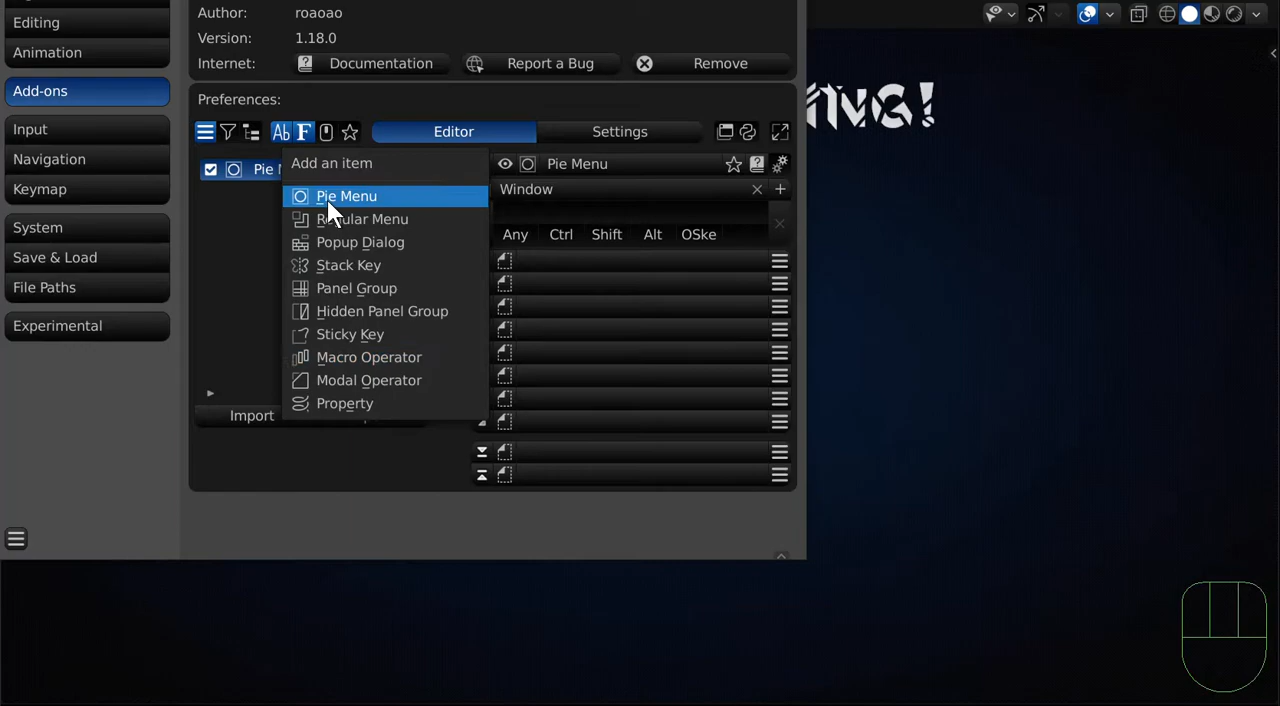 Author: roaoao
Version: 1.18.0
Internet: Documentation Report a Bug Remove
Animation
Add-ons
Input
Navigation
Keymap
System
Save & Load
File Paths
Experimental
Preferences:
Ab F Editor Settings
Add an item
Pie Menu
Regular Menu
Popup Dialog
Stack Key
Panel Group
Hidden Panel Group
Sticky Key
Macro Operator
Modal Operator
Property
Import
Pie Menu
Window
Any Ctrl Shift Alt OSke